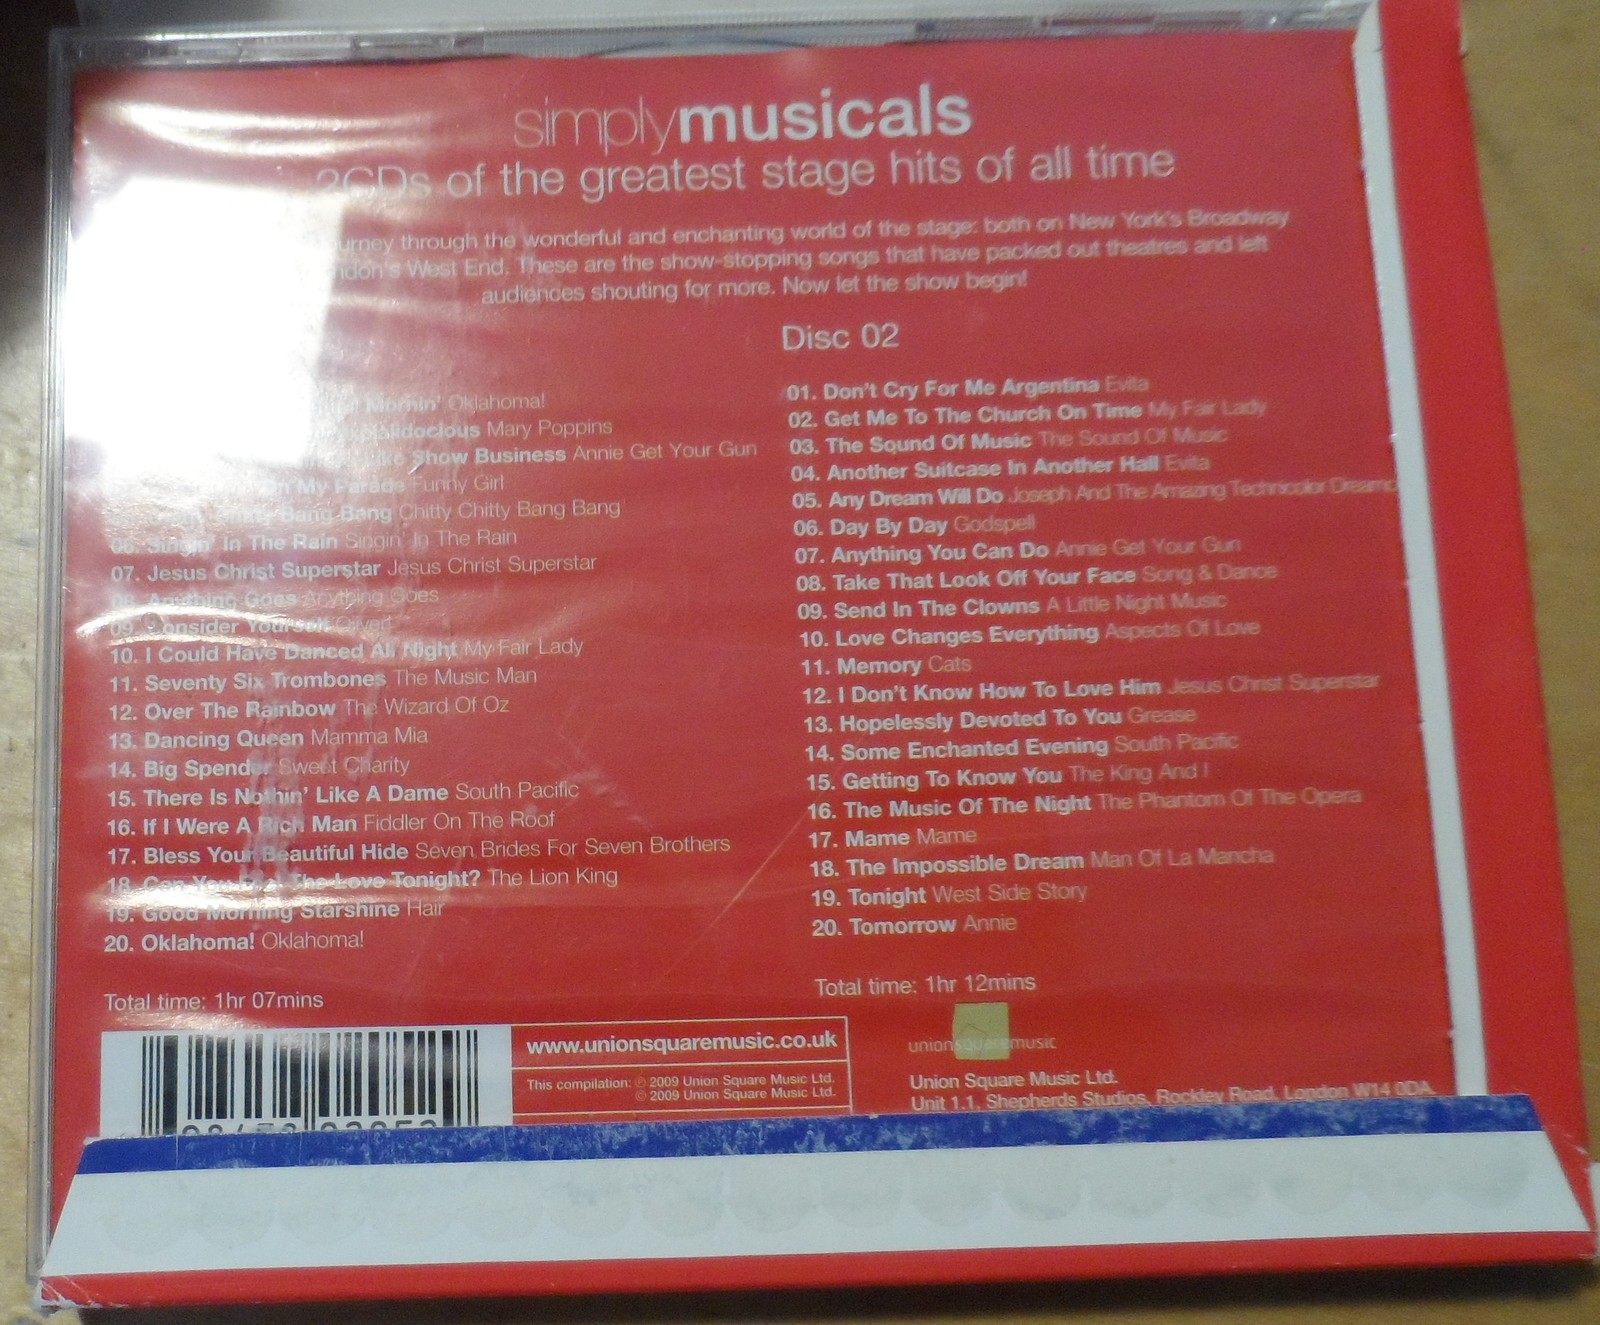 simplymusicals
2CDs of the greatest stage hits of all time
through the wonderful and enchanting world of the stage: both on New York's Broadway
West End. These are the show-stopping songs that have packed out theatres and left
audiences shouting for more. Now let the show begin!
Mornin' Oklahoma!
Mary Poppins
Show Business Annie Get Your Gun
On My Parade Funny Girl
Bang Bang Chitty Chitty Bang Bang
06. Singin' In The Rain Singin' In The Rain
07. Jesus Christ Superstar Jesus Christ Superstar
08. Anything Goes Anything Goes
09. Consider Yourself Oliver!
10. I Could Have Danced All Night My Fair Lady
11. Seventy Six Trombones The Music Man
12. Over The Rainbow The Wizard Of Oz
13. Dancing Queen Mamma Mia
14. Big Spender Sweet Charity
15. There Is Nothin' Like A Dame South Pacific
16. If I Were A Rich Man Fiddler On The Roof
17. Bless Your Beautiful Hide Seven Brides For Seven Brothers
18. Can You Feel The Love Tonight? The Lion King
19. Good Morning Starshine Hair
20. Oklahoma! Oklahoma!
Total time: 1hr 07mins
Disc 02
01. Don't Cry For Me Argentina Evita
02. Get Me To The Church On Time My Fair Lady
03. The Sound Of Music The Sound Of Music
04. Another Suitcase In Another Hall Evita
05. Any Dream Will Do Joseph And The Amazing Technicolor
06. Day By Day Godspell
07. Anything You Can Do Annie Get Your Gun
08. Take That Look Off Your Face Song & Dance
09. Send In The Clowns A Little Night Music
10. Love Changes Everything Aspects Of Love
11. Memory Cats
12. I Don't Know How To Love Him Jesus Christ Superstar
13. Hopelessly Devoted To You Grease
14. Some Enchanted Evening South Pacific
15. Getting To Know You The King And I
16. The Music Of The Night The Phantom Of The Opera
17. Mame Mame
18. The Impossible Dream Man Of La Mancha
19. Tonight West Side Story
20. Tomorrow Annie
Total time: 1hr 12mins
www.unionsquaremusic.co.uk
This compilation: ℗ 2009 Union Square Music Ltd.
© 2009 Union Square Music Ltd.
unionsquaremusic
Union Square Music Ltd.
Unit 1.1, Shepherds Studios, Rockley Road, London W14 0DA.